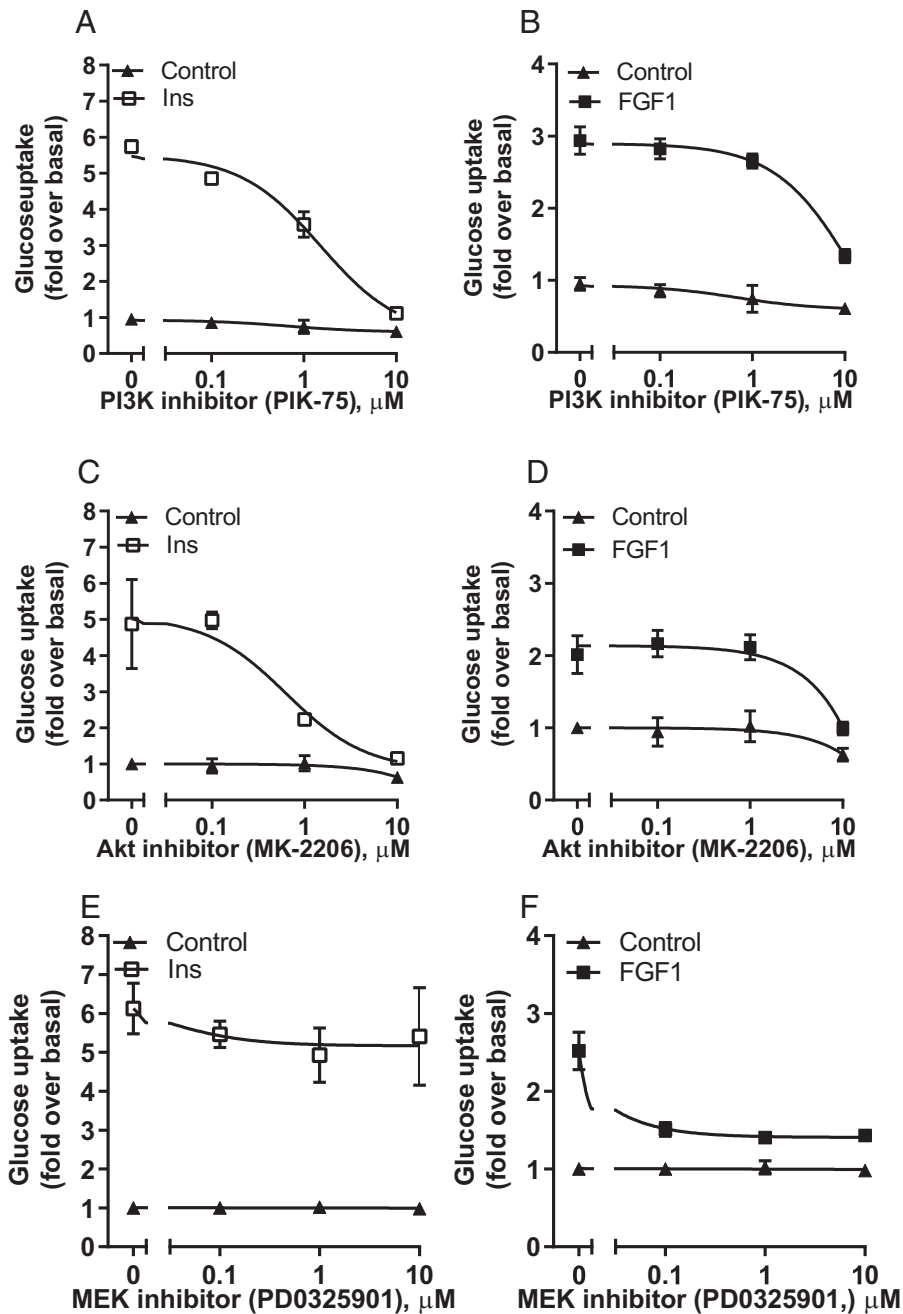 A
Glucoseuptake
(fold over basal)
8
7
6
5
4
3
2
1
0
Control
Ins
0 0.1 1 10
PI3K inhibitor (PIK-75), μM
B
Glucose uptake
(fold over basal)
4
3
2
1
0
Control
FGF1
0 0.1 1 10
PI3K inhibitor (PIK-75), μM
C
Glucose uptake
(fold over basal)
8
7
6
5
4
3
2
1
0
Control
Ins
0 0.1 1 10
Akt inhibitor (MK-2206), μM
D
Glucose uptake
(fold over basal)
4
3
2
1
0
Control
FGF1
0 0.1 1 10
Akt inhibitor (MK-2206), μM
E
Glucose uptake
(fold over basal)
8
7
6
5
4
3
2
1
0
Control
Ins
0 0.1 1 10
MEK inhibitor (PD0325901), μM
F
Glucose uptake
(fold over basal)
4
3
2
1
0
Control
FGF1
0 0.1 1 10
MEK inhibitor (PD0325901,) μM